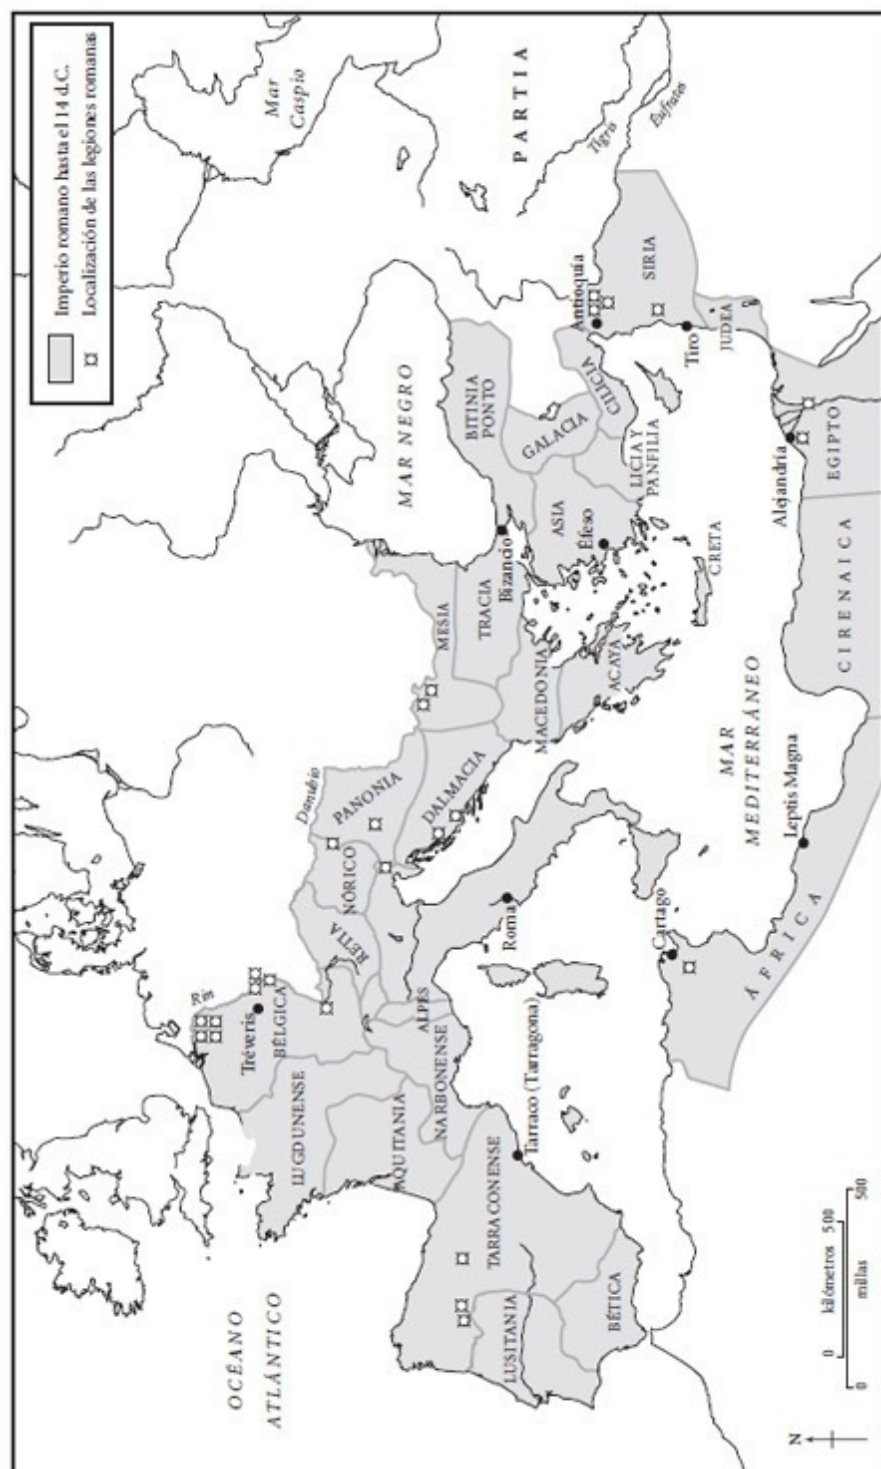 Imperio romano hasta el 14 d.C.
Localización de las legiones romanas
Mar
Caspio
PARTIA
Tigris
Éufrates
OCÉANO
ATLÁNTICO
MAR NEGRO
Rin
Tréveris
BÉLGICA
LUGDUNENSE
AQUITANIA
NARBONENSE
ALPES
RETIA
NÓRICO
Danubio
PANONIA
DALMACIA
MESIA
TRACIA
Bizancio
MACEDONIA
ACAYA
BITINIA
PONTO
GALACIA
ASIA
Éfeso
CILICIA
LICIA Y
PANFILIA
Antioquía
SIRIA
Tiro
JUDEA
TARRACONENSE
Tarraco (Tarragona)
LUSITANIA
BÉTICA
Roma
Cartago
ÁFRICA
MAR
MEDITERRÁNEO
Leptis Magna
CRETA
CIRENAICA
Alejandría
EGIPTO
N
0 kilómetros 500
0 millas 500